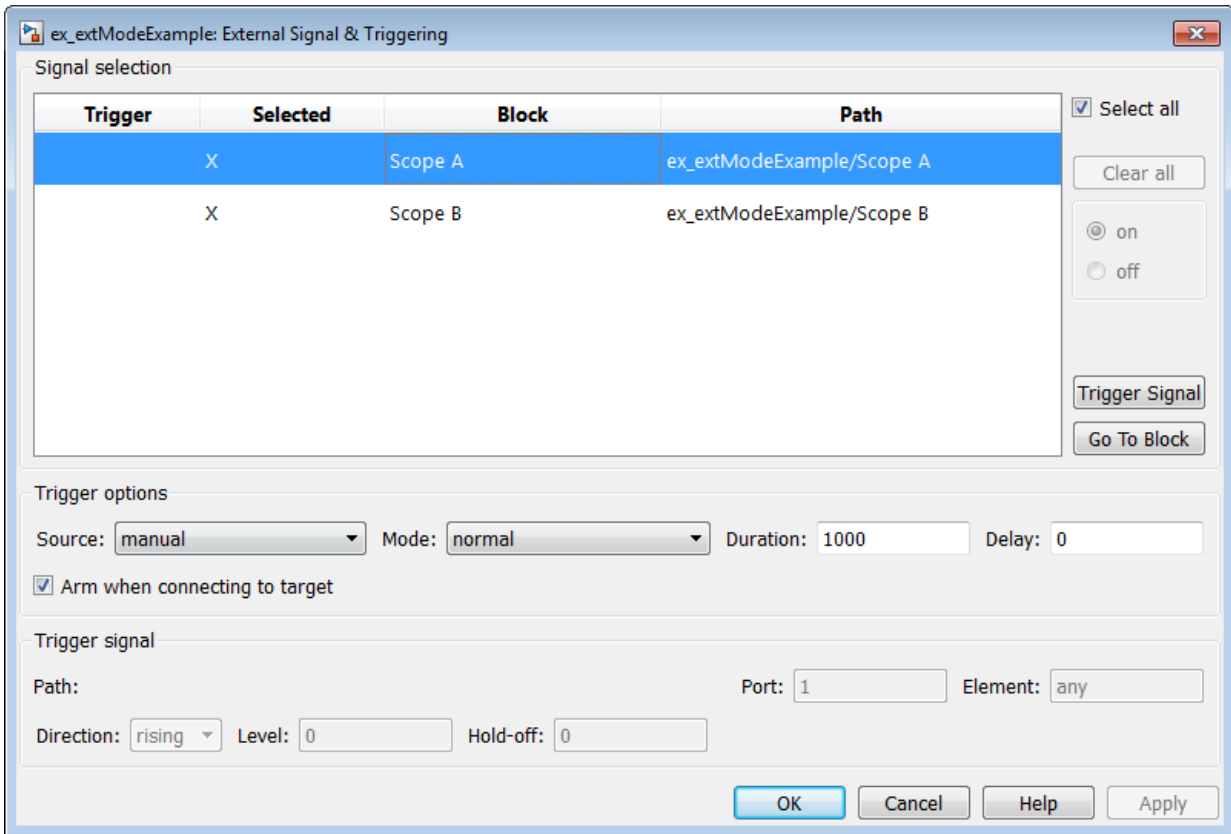 ex_extModeExample: External Signal & Triggering
Signal selection
Trigger Selected Block Path
X Scope A ex_extModeExample/Scope A
X Scope B ex_extModeExample/Scope B
Select all
Clear all
on
off
Trigger Signal
Go To Block
Trigger options
Source: manual Mode: normal Duration: 1000 Delay: 0
Arm when connecting to target
Trigger signal
Path: Port: 1 Element: any
Direction: rising Level: 0 Hold-off: 0
OK Cancel Help Apply